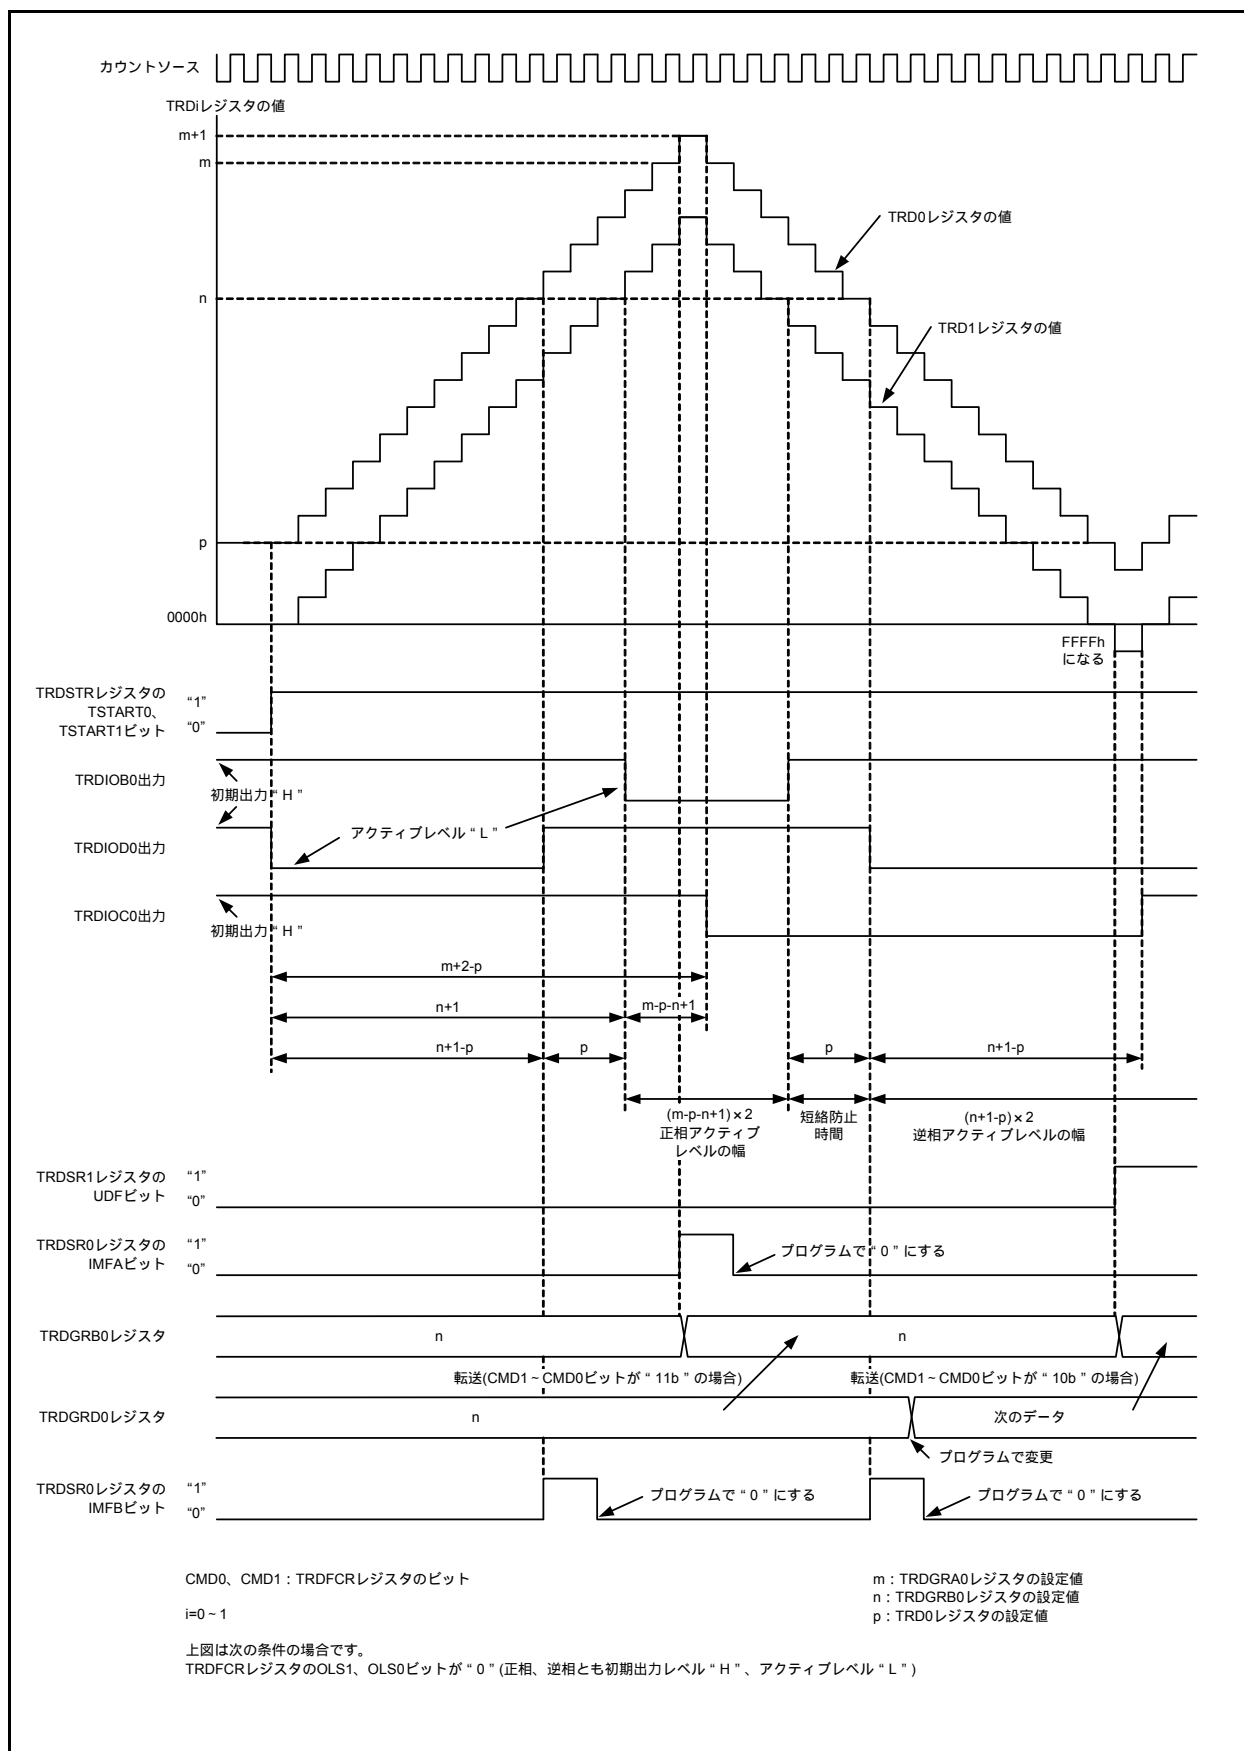 カウントソース
TRDiレジスタの値
m+1
m
TRD0レジスタの値
n
TRD1レジスタの値
p
0000h
FFFFh
になる
TRDSTRレジスタの
TSTART0、
TSTART1ビット
“1”
“0”
TRDIOB0出力
初期出力 “ H ”
アクティブレベル “ L ”
TRDIOD0出力
TRDIOC0出力
初期出力 “ H ”
m+2-p
n+1
m-p-n+1
n+1-p
p
p
n+1-p
(m-p-n+1) × 2
正相アクティブ
レベルの幅
短絡防止
時間
(n+1-p) × 2
逆相アクティブレベルの幅
TRDSR1レジスタの
UDFビット
“1”
“0”
TRDSR0レジスタの
IMFAビット
“1”
“0”
プログラムで “ 0 ” にする
TRDGRB0レジスタ
n
n
転送(CMD1 ~ CMD0ビットが “ 11b ” の場合)
転送(CMD1 ~ CMD0ビットが “ 10b ” の場合)
TRDGRD0レジスタ
n
次のデータ
プログラムで変更
TRDSR0レジスタの
IMFBビット
“1”
“0”
プログラムで “ 0 ” にする
プログラムで “ 0 ” にする
CMD0、CMD1 : TRDFCRレジスタのビット
i=0 ~ 1
m : TRDGRA0レジスタの設定値
n : TRDGRB0レジスタの設定値
p : TRD0レジスタの設定値
上図は次の条件の場合です。
TRDFCRレジスタのOLS1、OLS0ビットが “ 0 ” (正相、逆相とも初期出力レベル “ H ” 、アクティブレベル “ L ” )